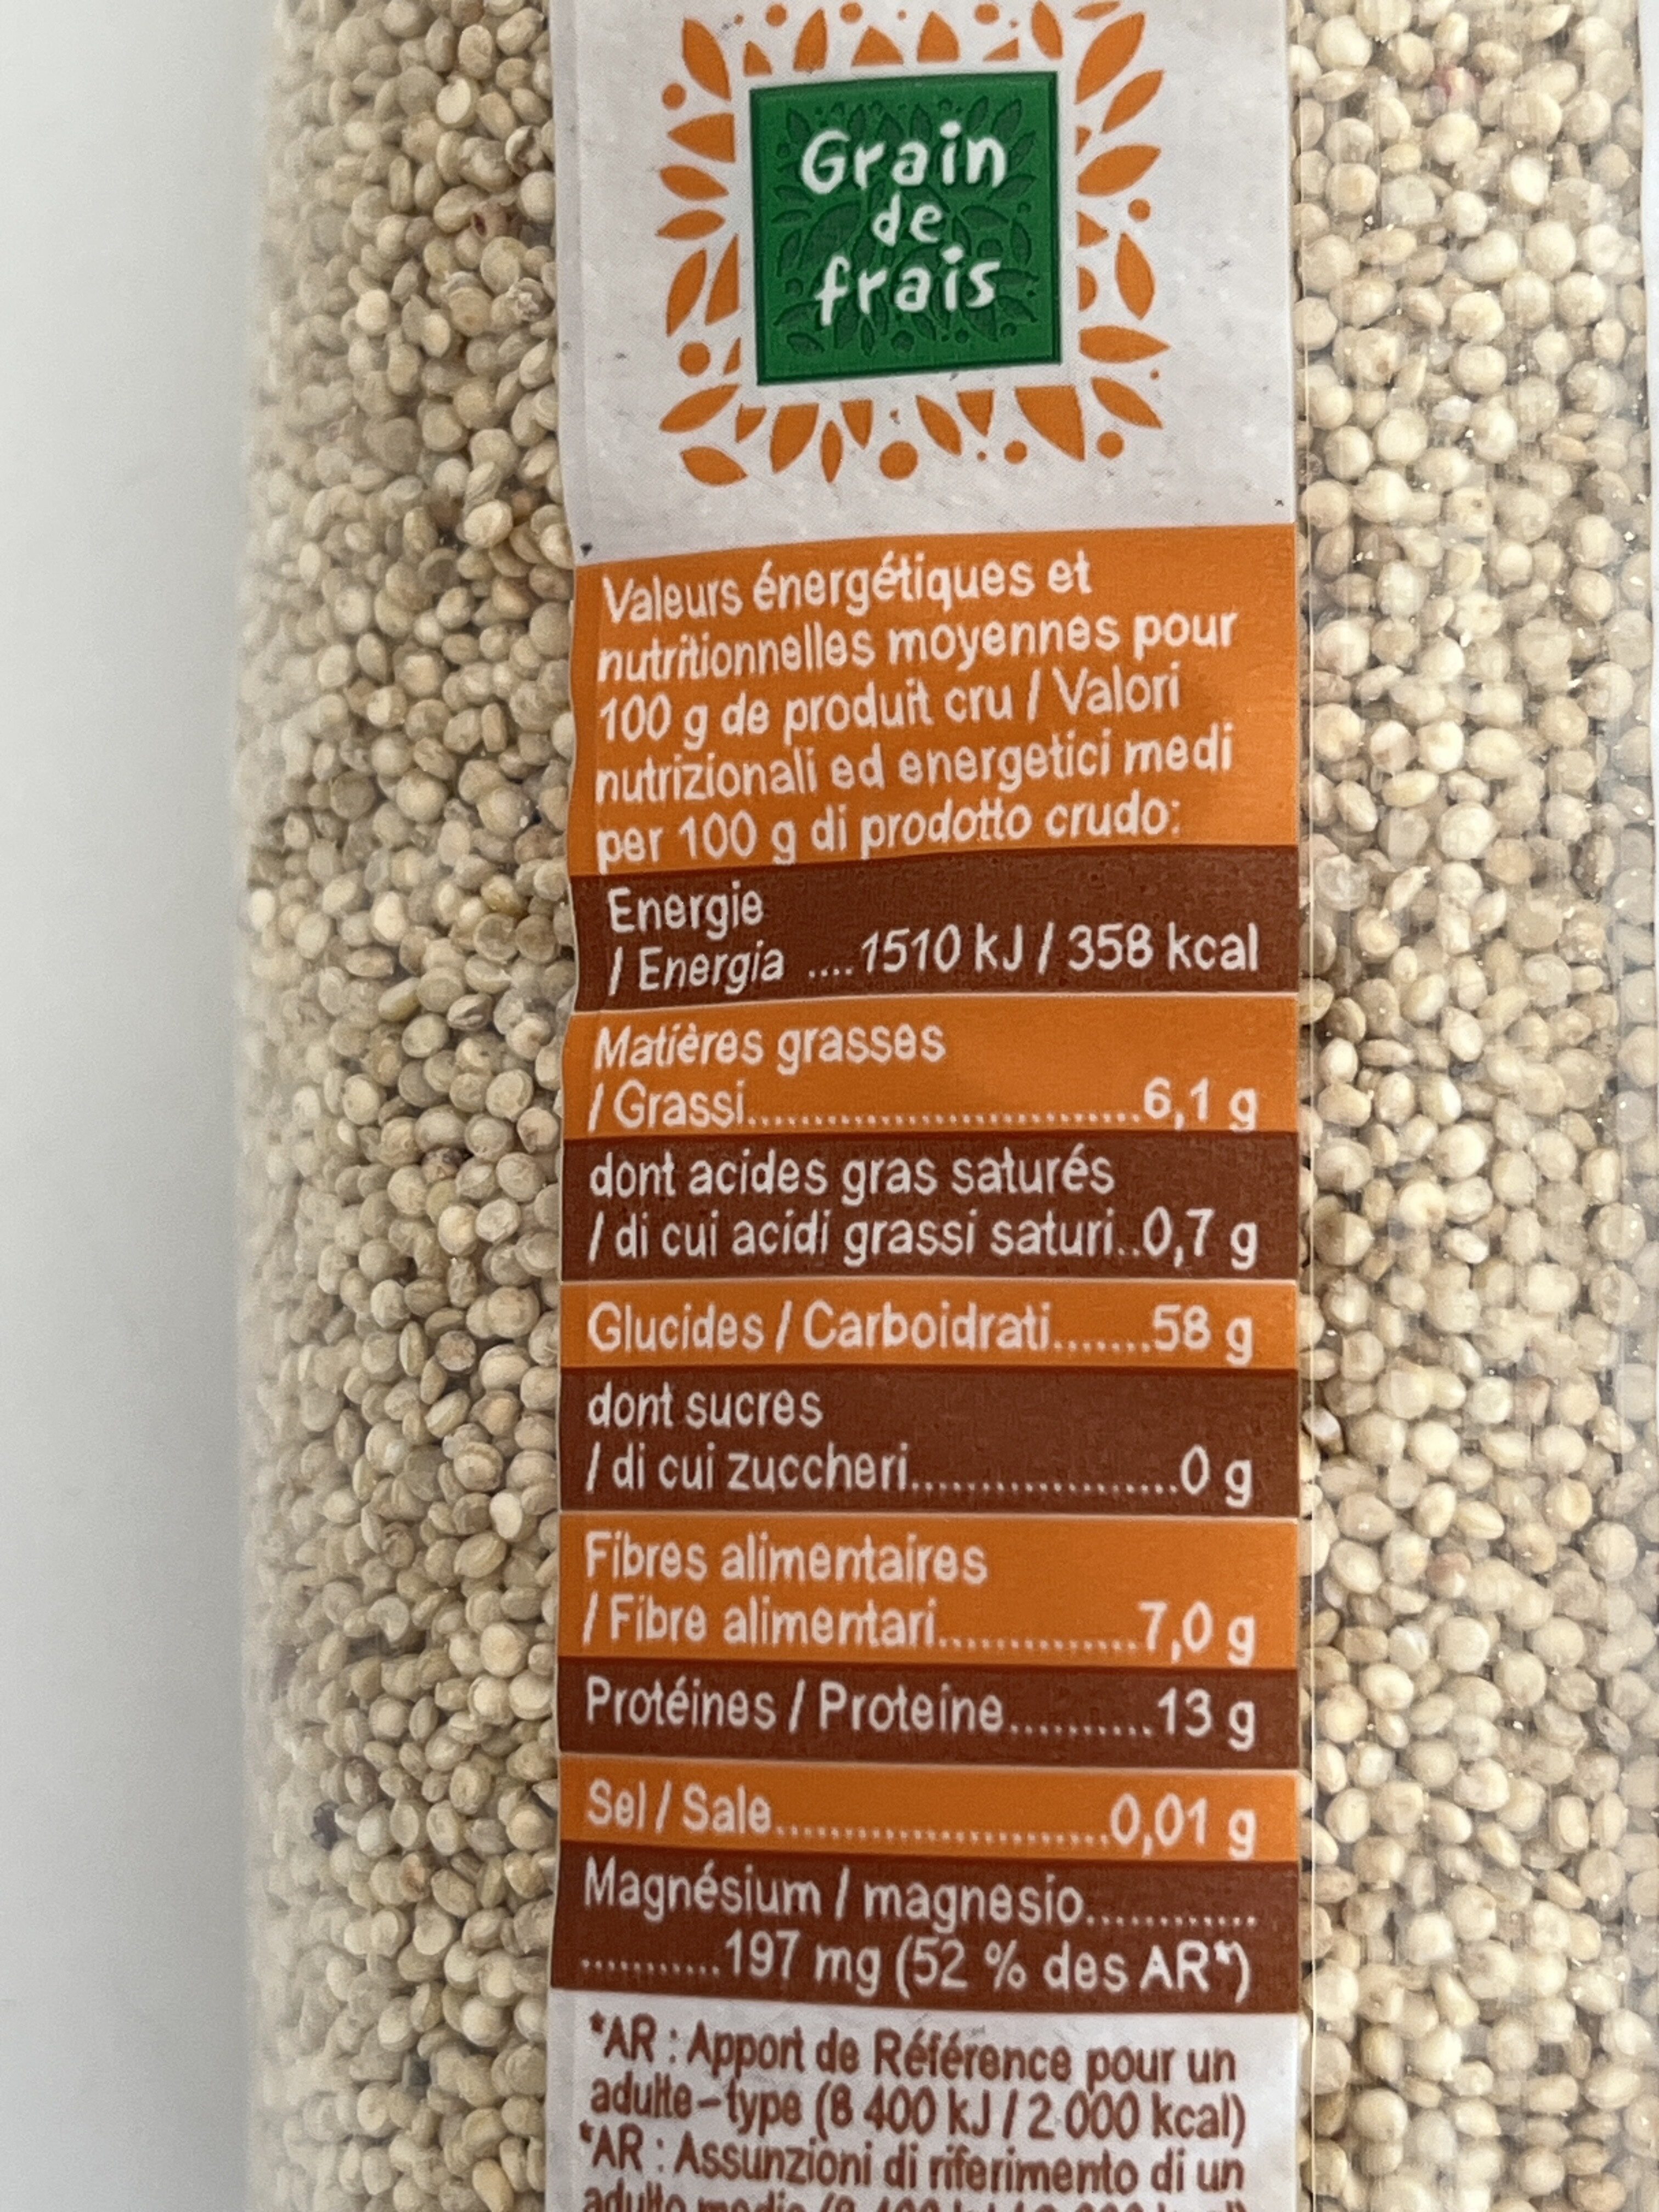 Grain
de
frais
Valeurs énergétiques et
nutritionnelles moyennes pour
100 g de produit cru / Valori
nutrizionali ed energetici medi
per 100 g di prodotto crudo:
Energie
/ Energia ....1510 kJ / 358 kcal
Matières grasses
/ Grassi..................................6,1 g
dont acides gras saturés
/ di cui acidi grassi saturi..0,7 g
Glucides / Carboidrati........58 g
dont sucres
/ di cui zuccheri.......................0 g
Fibres alimentaires
/ Fibre alimentari.................7,0 g
Protéines / Proteine...........13 g
Sel / Sale.............................0,01 g
Magnésium / magnesio.............
............197 mg (52 % des AR*)
*AR : Apport de Référence pour un
adulte-type (8 400 kJ / 2 000 kcal)
*AR : Assunzioni di riferimento di un
adulto medio